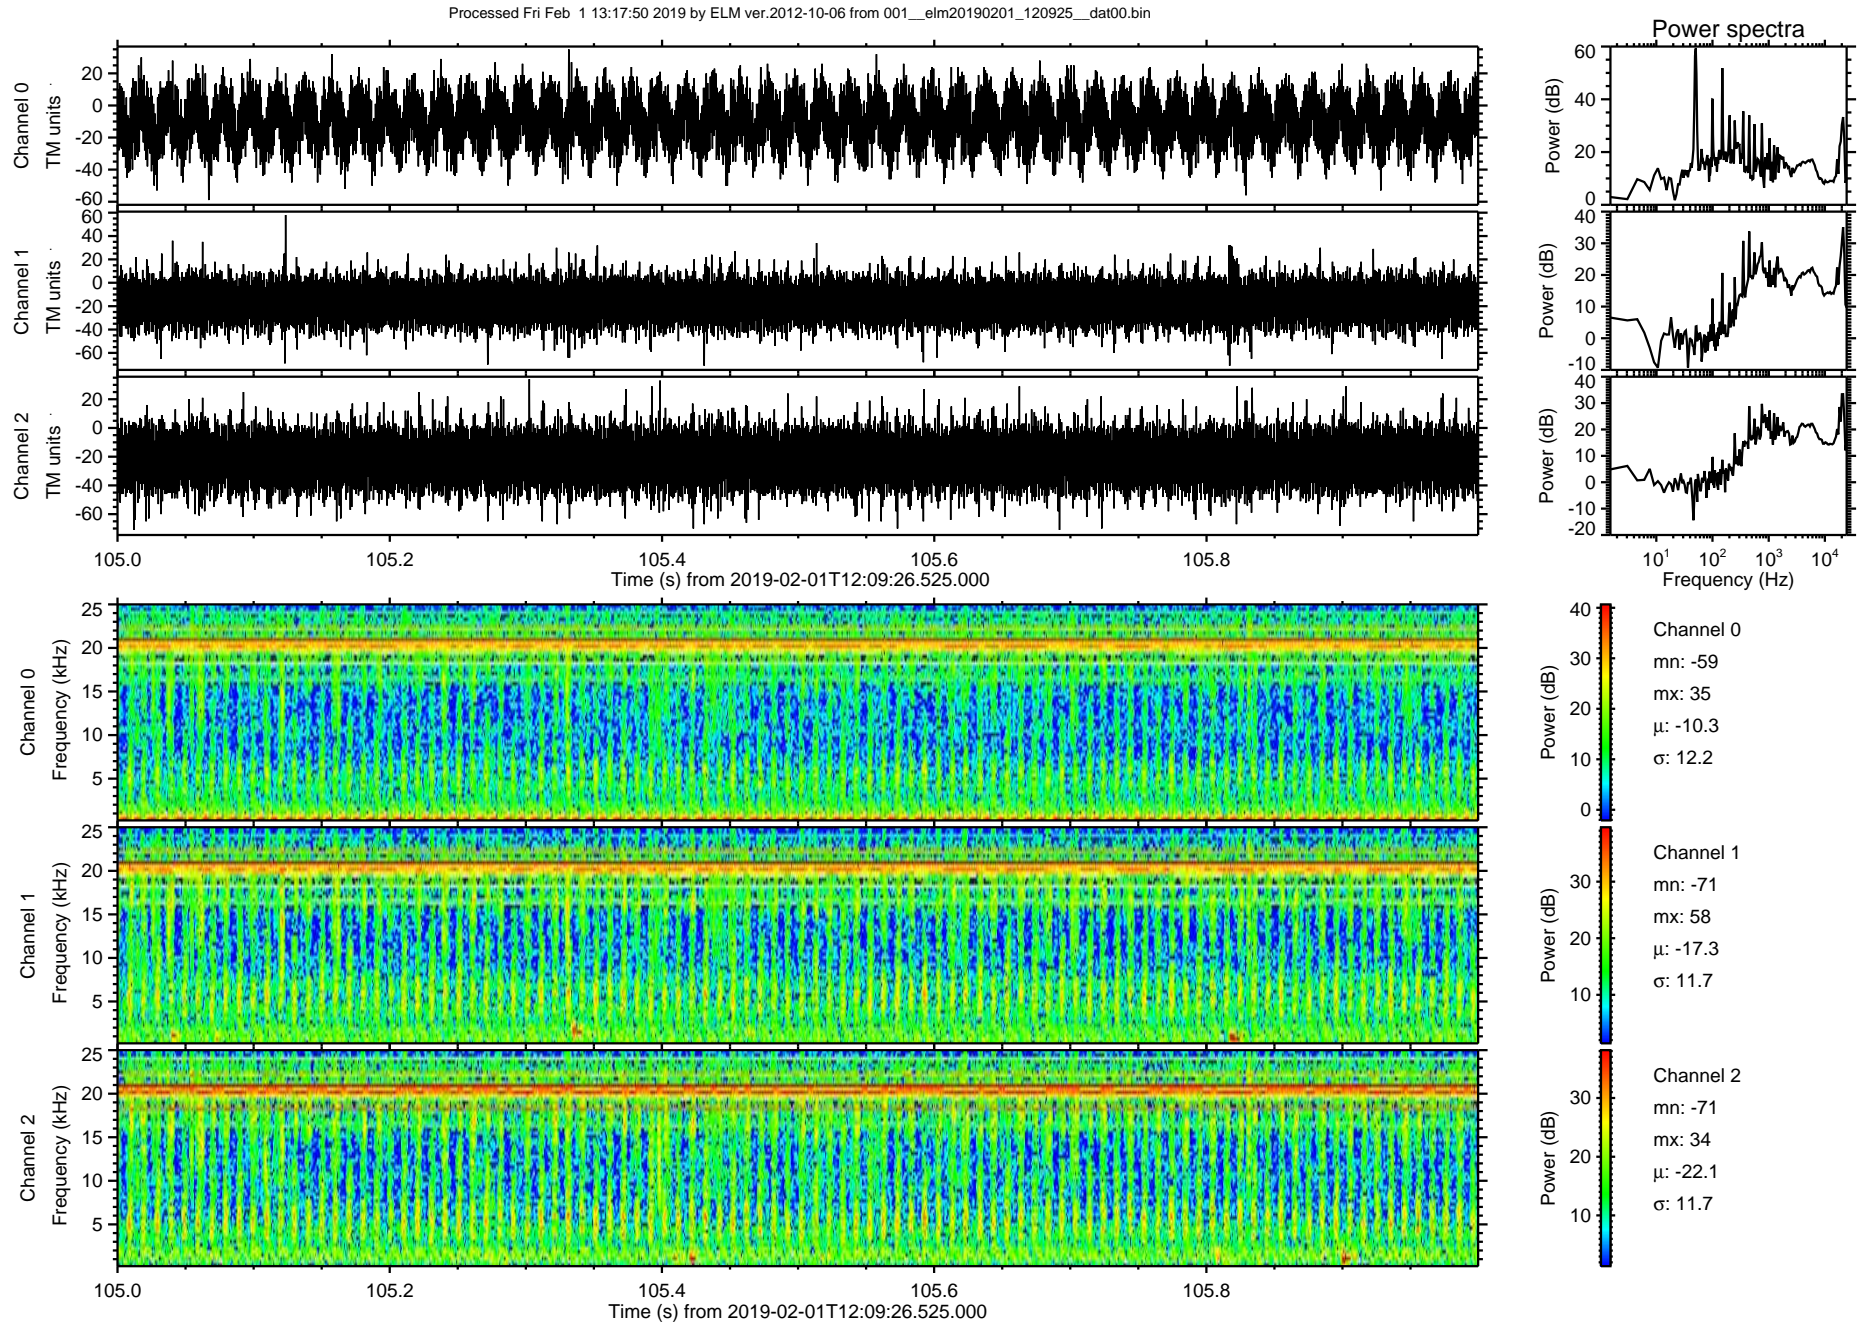 Processed Fri Feb  1 13:17:50 2019 by ELM ver.2012-10-06 from 001__elm20190201_120925__dat00.bin
Power spectra
Channel 0
TM units
20
0
-20
-40
-60
Power (dB)
60
40
20
0
Channel 1
TM units
60
40
20
0
-20
-40
-60
Power (dB)
40
30
20
10
0
-10
Channel 2
TM units
20
0
-20
-40
-60
Power (dB)
40
30
20
10
0
-10
-20
105.0 105.2 105.4 105.6 105.8
Time (s) from 2019-02-01T12:09:26.525.000
10¹ 10² 10³ 10⁴
Frequency (Hz)
Channel 0
Frequency (kHz)
25
20
15
10
5
Power (dB)
40
30
20
10
0
Channel 0
mn: -59
mx: 35
μ: -10.3
σ: 12.2
Channel 1
Frequency (kHz)
25
20
15
10
5
Power (dB)
30
20
10
Channel 1
mn: -71
mx: 58
μ: -17.3
σ: 11.7
Channel 2
Frequency (kHz)
25
20
15
10
5
Power (dB)
30
20
10
Channel 2
mn: -71
mx: 34
μ: -22.1
σ: 11.7
105.0 105.2 105.4 105.6 105.8
Time (s) from 2019-02-01T12:09:26.525.000